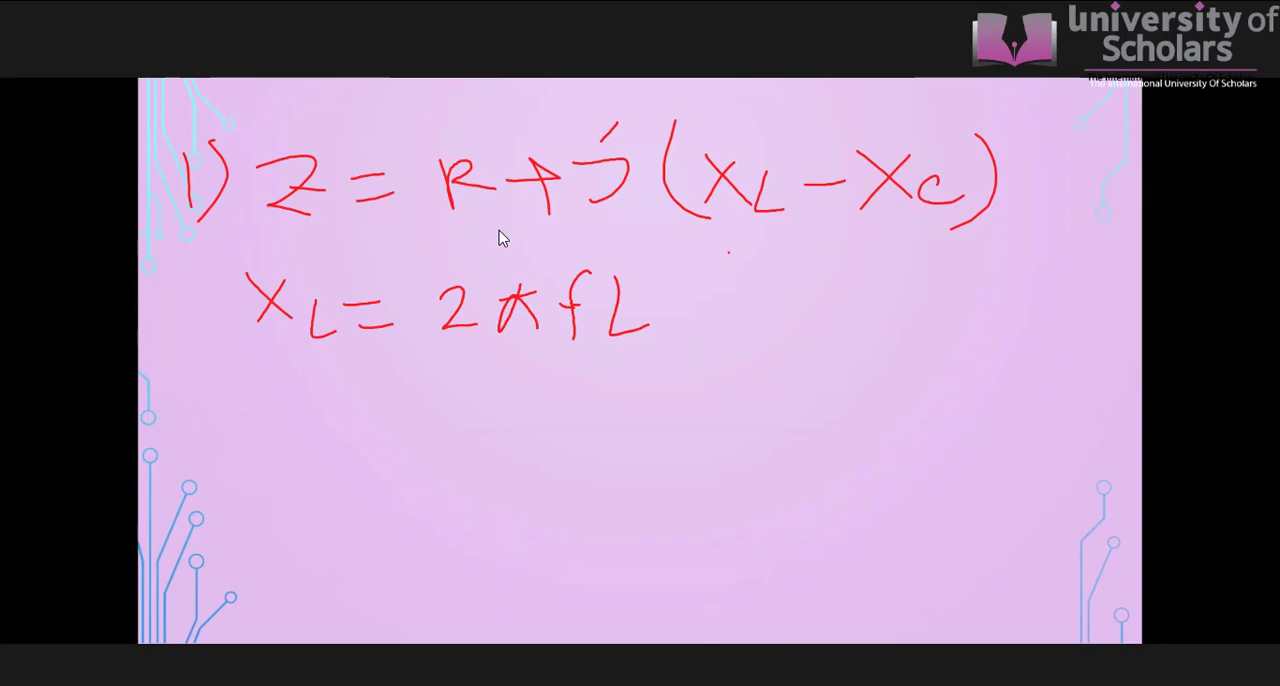 university of
Scholars
The International University Of Scholars
1) Z = R + j (XL - XC)
XL = 2πfL